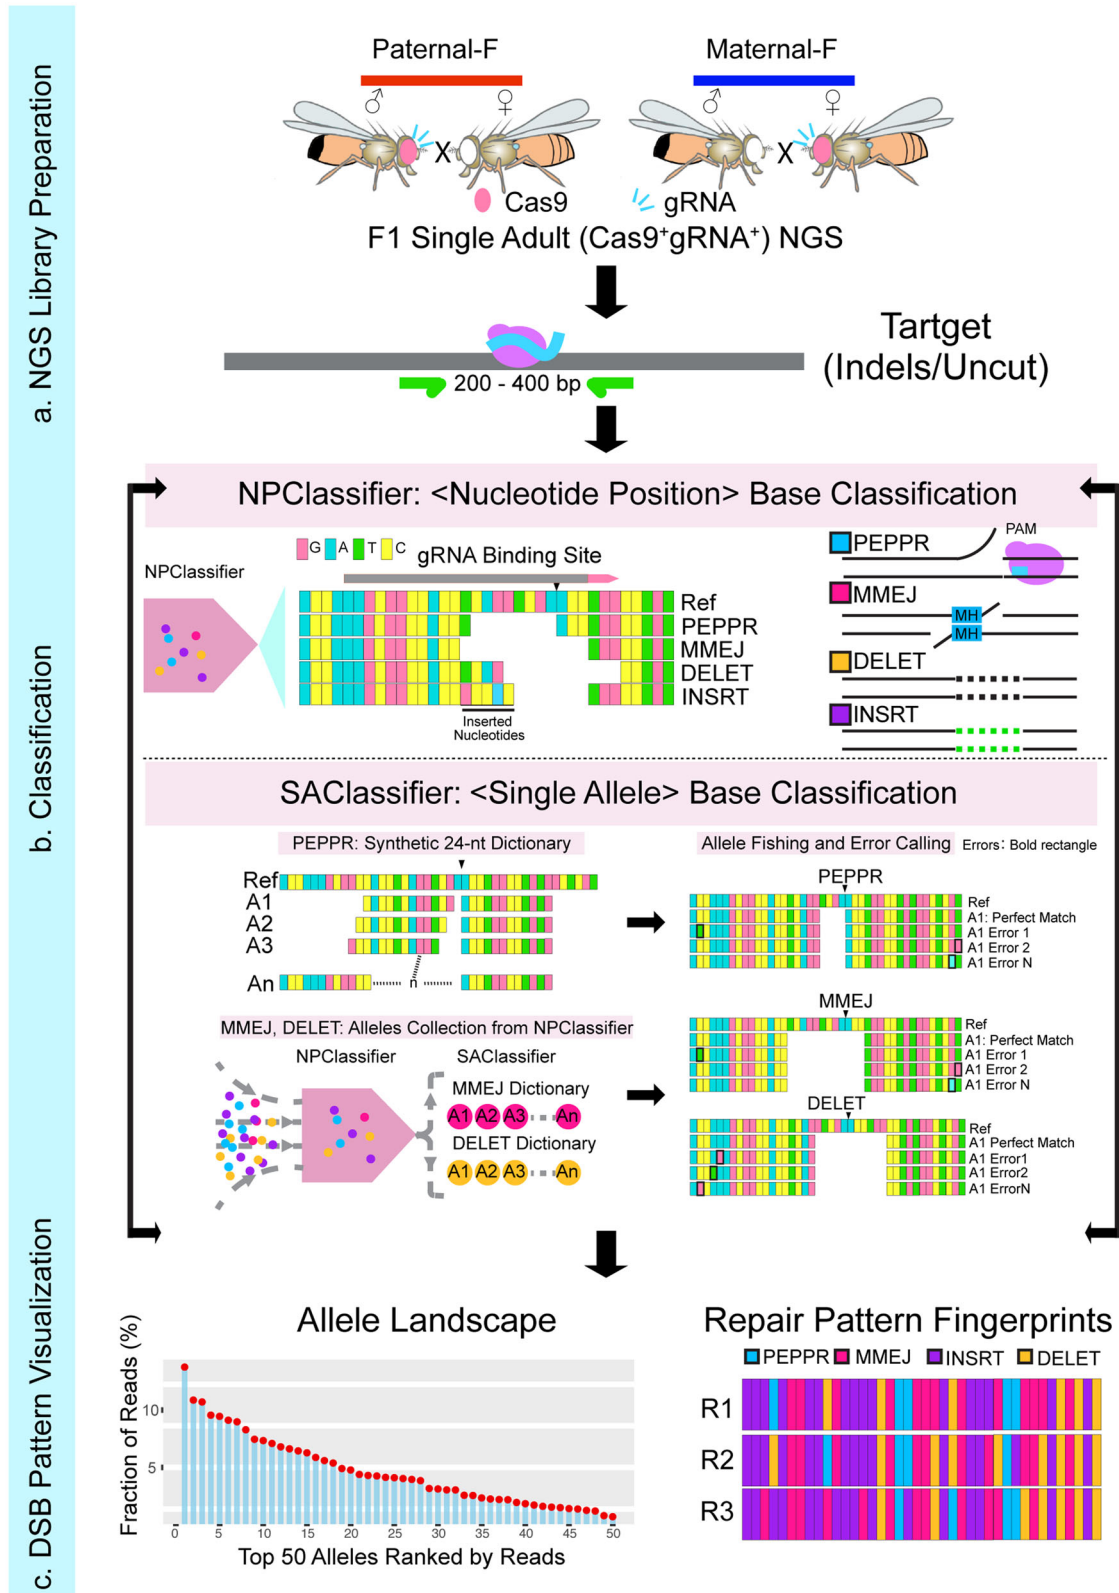 a. NGS Library Preparation
Paternal-F
Maternal-F
♂
♀
♂
♀
X
X
Cas9
gRNA
F1 Single Adult (Cas9⁺gRNA⁺) NGS
Tartget
(Indels/Uncut)
200 - 400 bp
b. Classification
NPClassifier: <Nucleotide Position> Base Classification
G A T C
gRNA Binding Site
NPClassifier
Ref
PEPPR
MMEJ
DELET
INSRT
Inserted
Nucleotides
PEPPR
PAM
MMEJ
MH
MH
DELET
INSRT
SAClassifier: <Single Allele> Base Classification
PEPPR: Synthetic 24-nt Dictionary
Ref
A1
A2
A3
n
An
Allele Fishing and Error Calling
Errors: Bold rectangle
PEPPR
Ref
A1: Perfect Match
A1 Error 1
A1 Error 2
A1 Error N
MMEJ, DELET: Alleles Collection from NPClassifier
NPClassifier
SAClassifier
MMEJ Dictionary
A1 A2 A3 An
DELET Dictionary
A1 A2 A3 An
MMEJ
Ref
A1: Perfect Match
A1 Error 1
A1 Error 2
A1 Error N
DELET
Ref
A1 Perfect Match
A1 Error1
A1 Error2
A1 ErrorN
c. DSB Pattern Visualization
Allele Landscape
Fraction of Reads (%)
10
5
0 5 10 15 20 25 30 35 40 45 50
Top 50 Alleles Ranked by Reads
Repair Pattern Fingerprints
PEPPR MMEJ INSRT DELET
R1
R2
R3